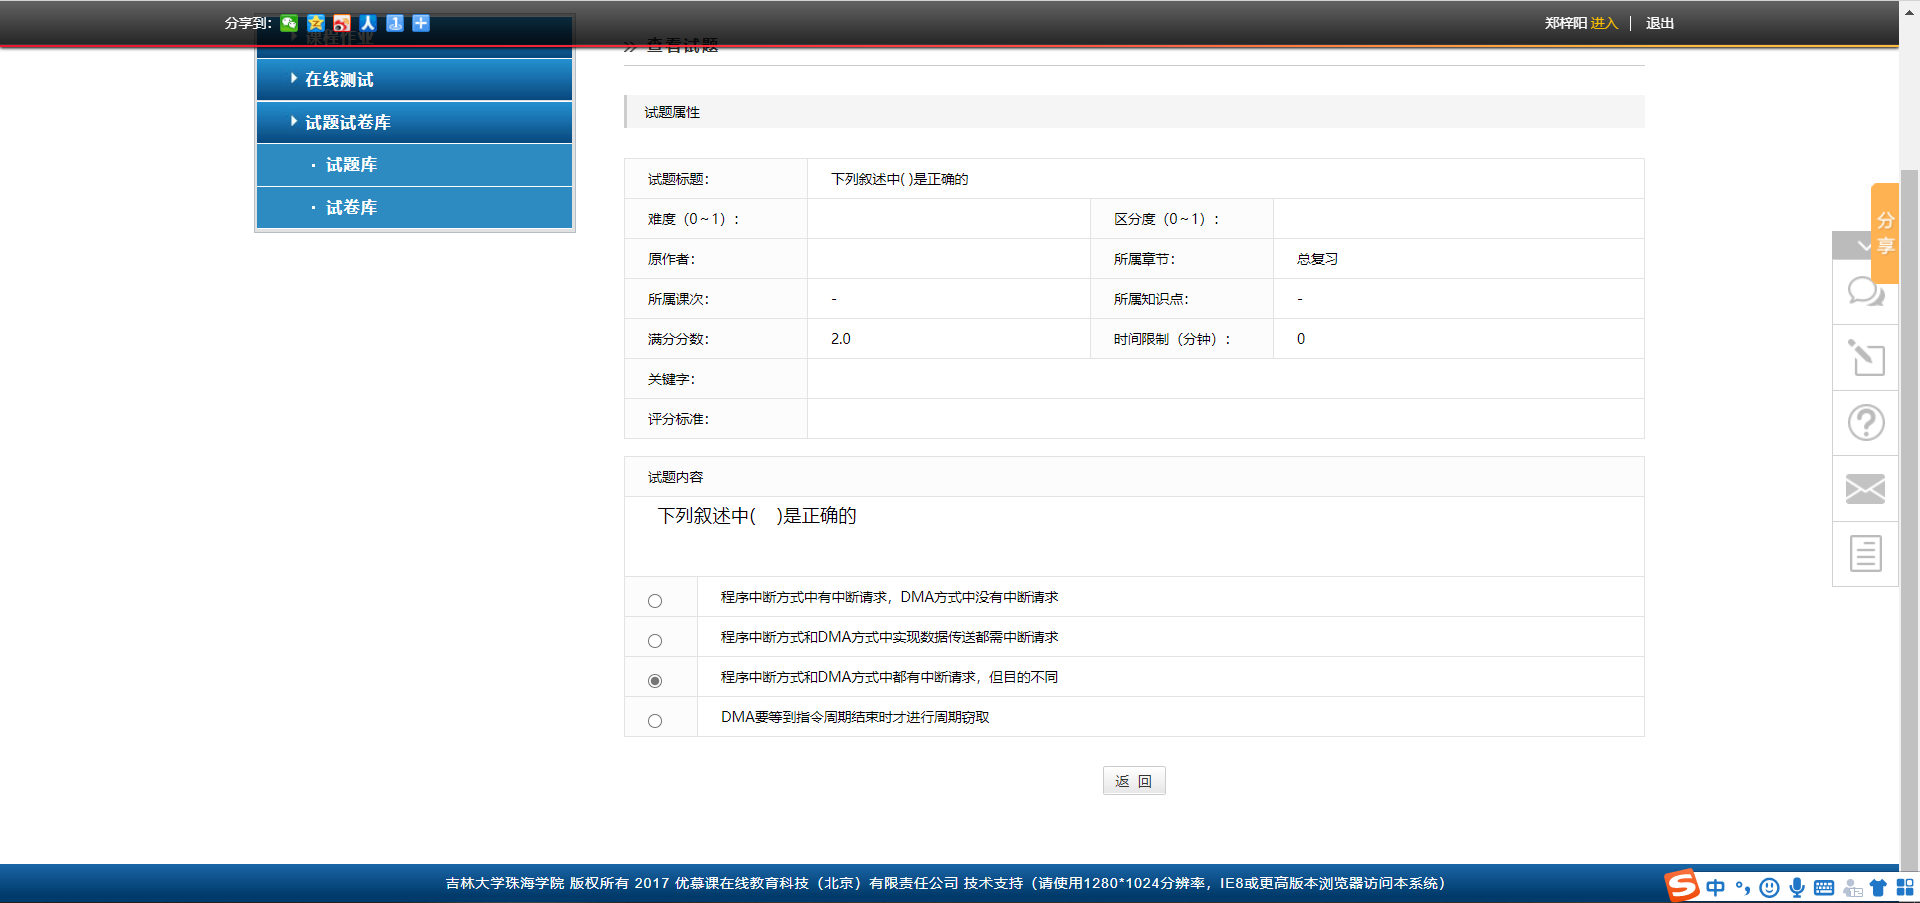 分享到：
郑梓阳 进入 | 退出
课程作业
在线测试
试题试卷库
· 试题库
· 试卷库
查看试题
试题属性
试题标题： 下列叙述中( )是正确的
难度（0～1）： 区分度（0～1）：
原作者： 所属章节： 总复习
所属课次： - 所属知识点： -
满分分数： 2.0 时间限制（分钟）： 0
关键字：
评分标准：
试题内容
下列叙述中( )是正确的
程序中断方式中有中断请求，DMA方式中没有中断请求
程序中断方式和DMA方式中实现数据传送都需中断请求
程序中断方式和DMA方式中都有中断请求，但目的不同
DMA要等到指令周期结束时才进行周期窃取
返 回
分享
吉林大学珠海学院 版权所有 2017 优慕课在线教育科技（北京）有限责任公司 技术支持（请使用1280*1024分辨率，IE8或更高版本浏览器访问本系统）
中